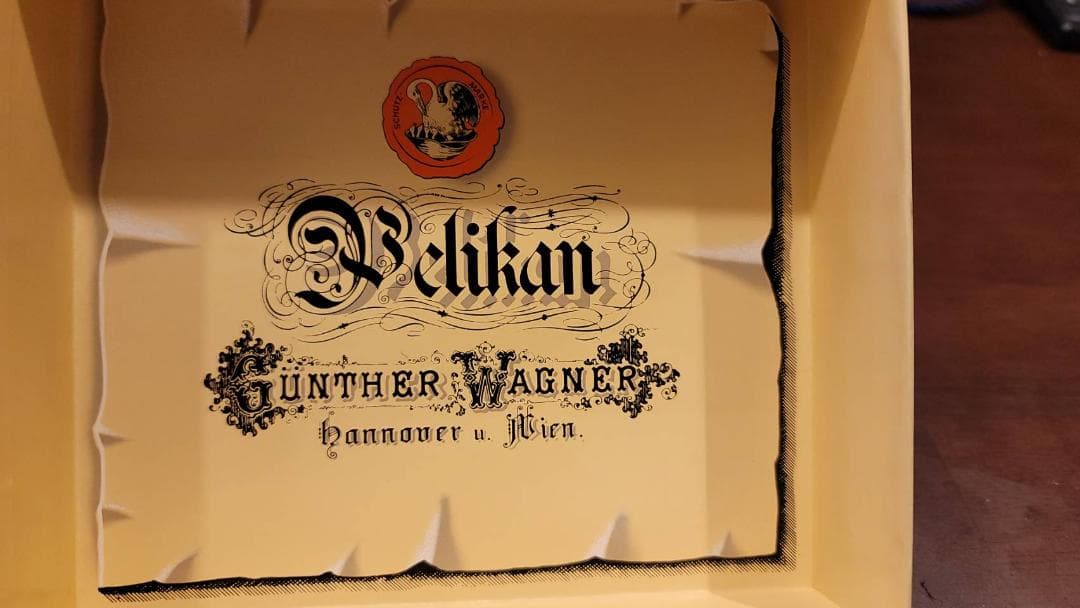 SCHUTZ-MARKE
Pelikan
GÜNTHER WAGNER
Hannover u. Wien.